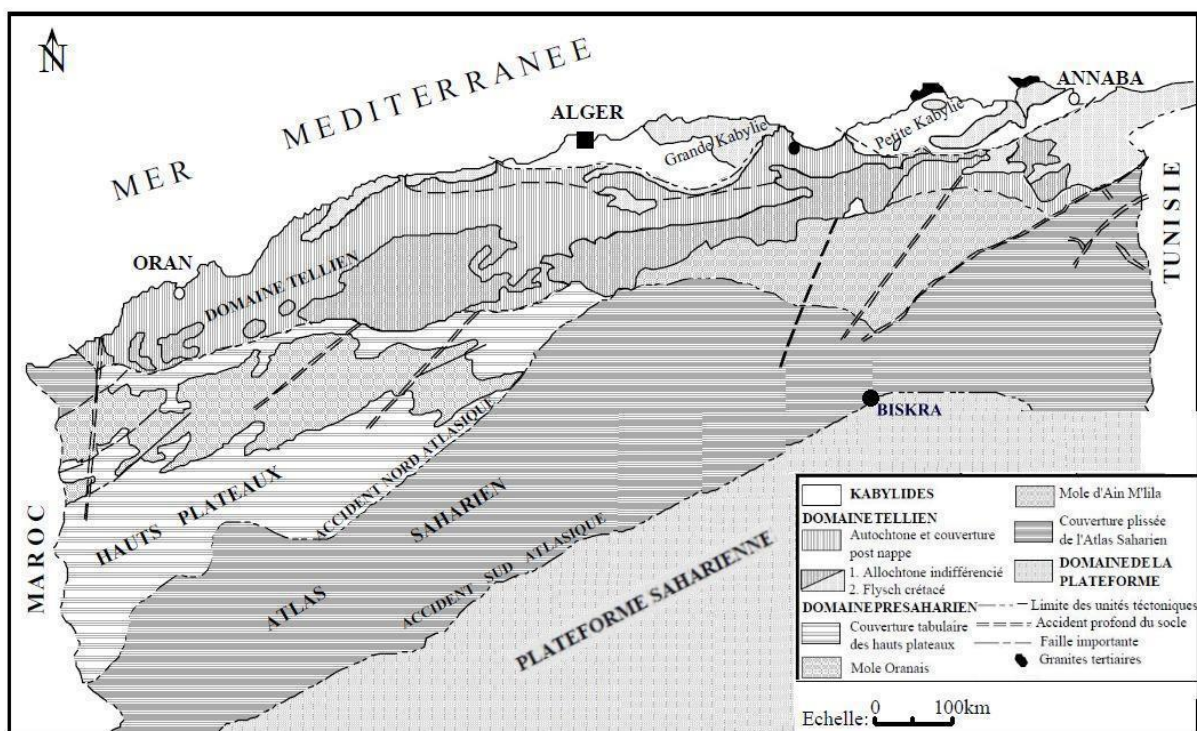 N
MER MEDITERRANEE
ALGER
ANNABA
Grande Kabylie
Petite Kabylie
TUNISIE
ORAN
DOMAINE TELLIEN
BISKRA
ACCIDENT NORD ATLASIQUE
HAUTS PLATEAUX
MAROC
ATLAS SAHARIEN
ACCIDENT SUD ATLASIQUE
PLATEFORME SAHARIENNE
KABYLIDES
DOMAINE TELLIEN
Autochtone et couverture
post nappe
1. Allochtone indifférencié
2. Flysch crétacé
DOMAINE PRESAHARIEN
Couverture tabulaire
des hauts plateaux
Mole Oranais
Mole d'Ain M'lila
Couverture plissée
de l'Atlas Saharien
DOMAINE DE LA
PLATEFORME
Limite des unités téctoniques
Accident profond du socle
Faille importante
Granites tertiaires
Echelle: 0 100km